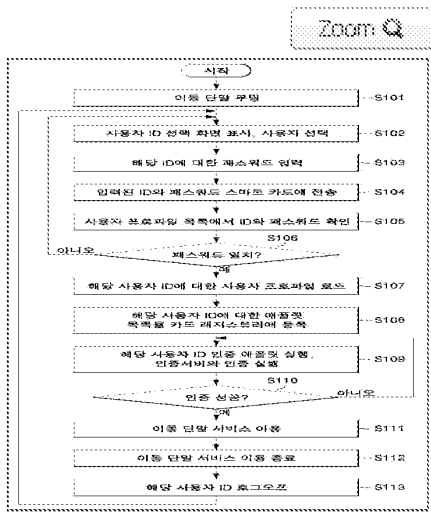 Zoom
시작
이동 단말 부팅
S101
사용자 ID 선택 화면 표시, 사용자 선택
S102
해당 ID에 대한 패스워드 입력
S103
입력된 ID와 패스워드 스마트 카드에 전송
S104
사용자 프로파일 목록에서 ID와 패스워드 확인
S105
S106
아니오
패스워드 일치?
예
해당 사용자 ID에 대한 사용자 프로파일 로드
S107
해당 사용자 ID에 대한 애플릿
목록을 카드 레지스트리에 등록
S108
해당 사용자 ID 인증 애플릿 실행,
인증서버와 인증 실행
S109
S110
아니오
인증 성공?
예
이동 단말 서비스 이용
S111
이동 단말 서비스 이용 종료
S112
해당 사용자 ID 로그오프
S113